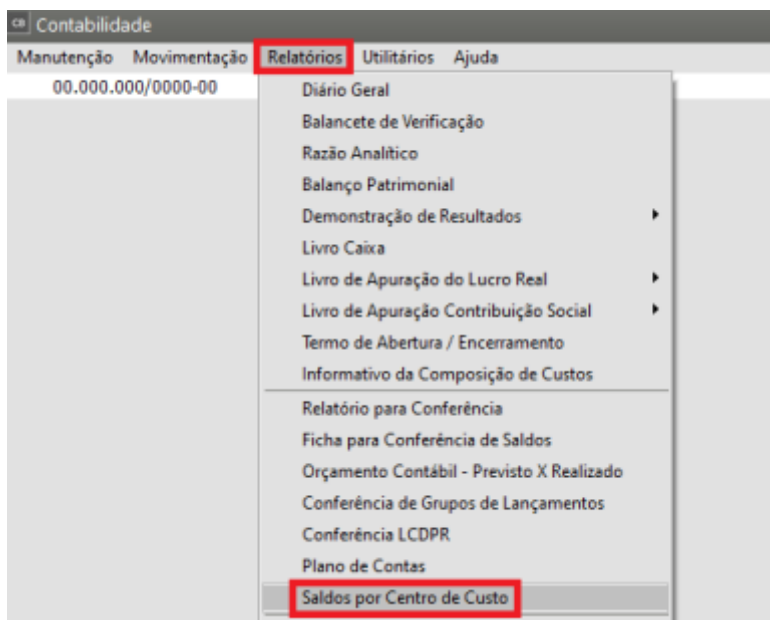 CB Contabilidade
Manutenção Movimentação Relatórios Utilitários Ajuda
00.000.000/0000-00
Diário Geral
Balancete de Verificação
Razão Analítico
Balanço Patrimonial
Demonstração de Resultados
Livro Caixa
Livro de Apuração do Lucro Real
Livro de Apuração Contribuição Social
Termo de Abertura / Encerramento
Informativo da Composição de Custos
Relatório para Conferência
Ficha para Conferência de Saldos
Orçamento Contábil - Previsto X Realizado
Conferência de Grupos de Lançamentos
Conferência LCDPR
Plano de Contas
Saldos por Centro de Custo